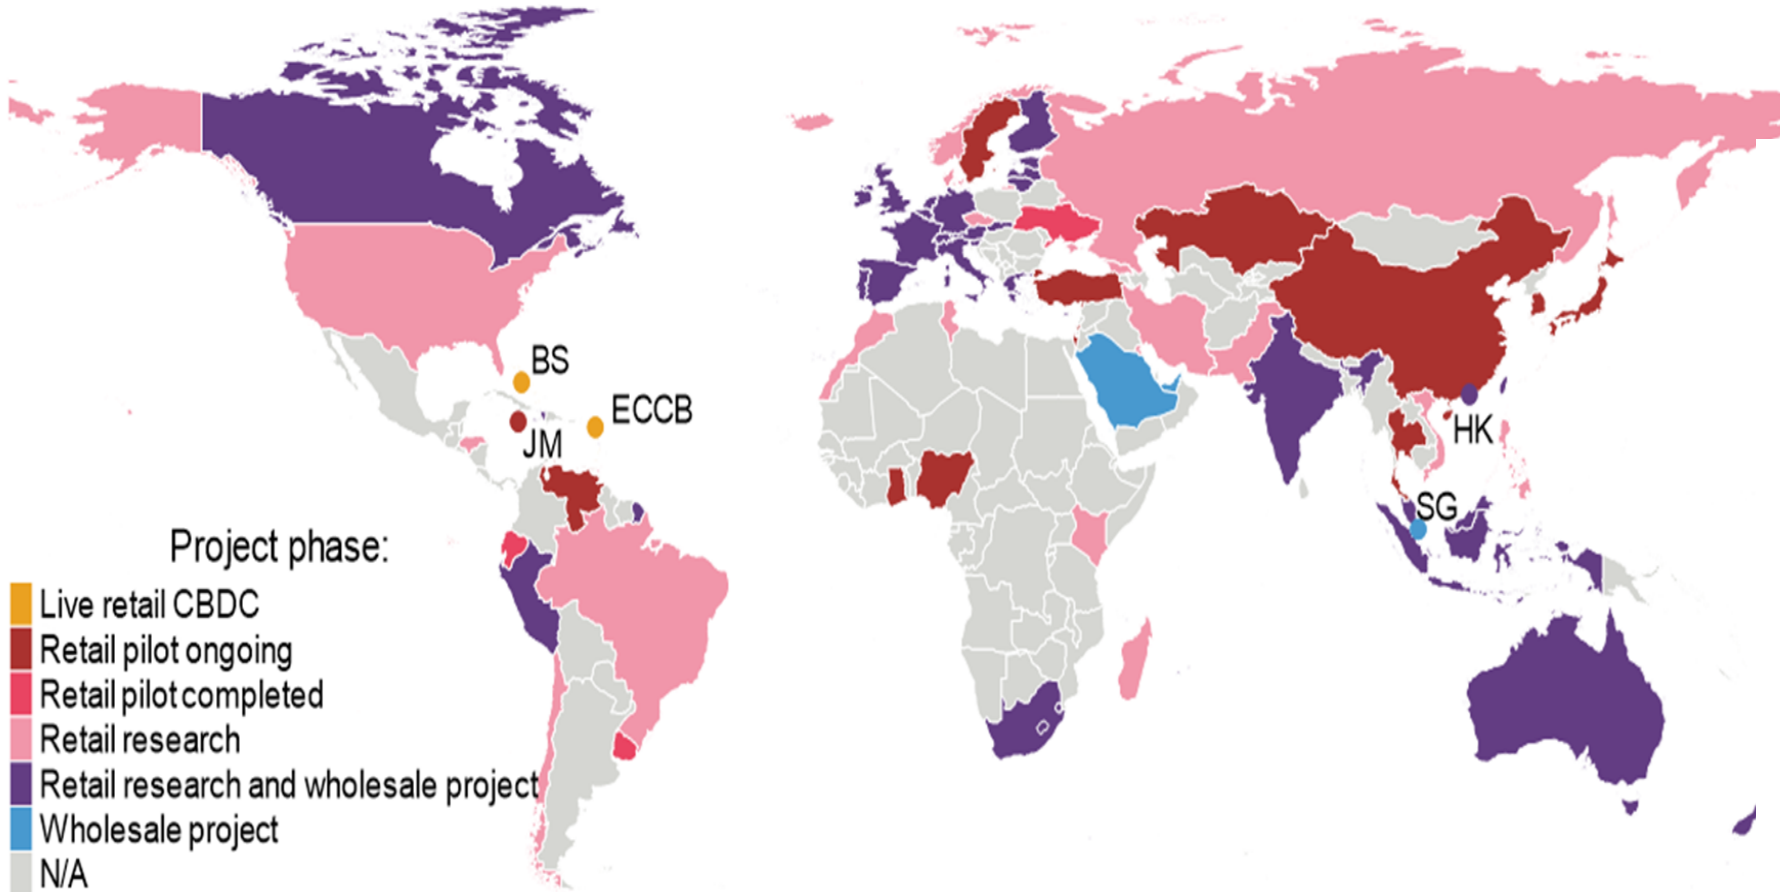 BS
ECCB
JM
HK
SG
Project phase:
Live retail CBDC
Retail pilot ongoing
Retail pilot completed
Retail research
Retail research and wholesale project
Wholesale project
N/A